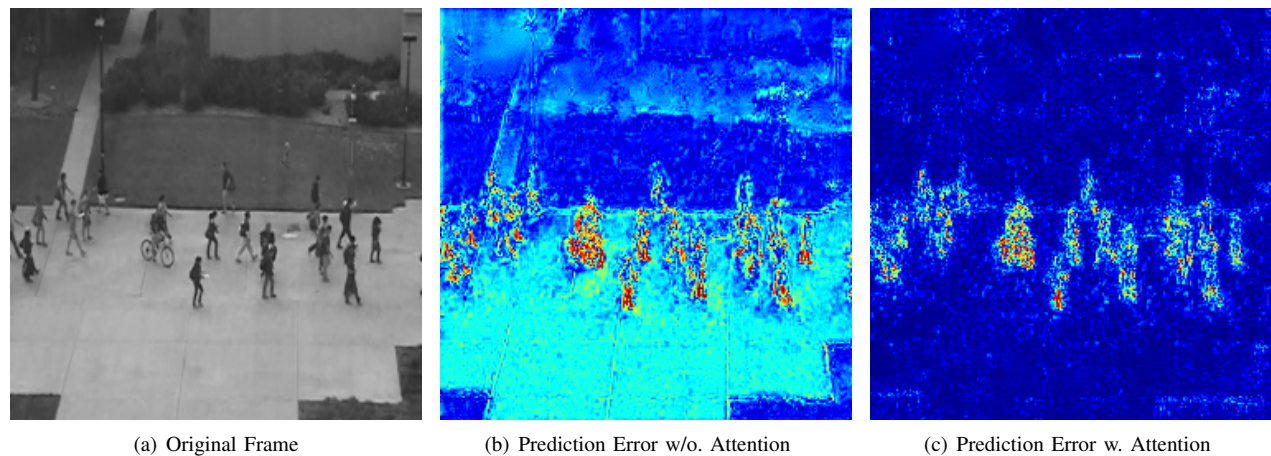 (a) Original Frame
(b) Prediction Error w/o. Attention
(c) Prediction Error w. Attention